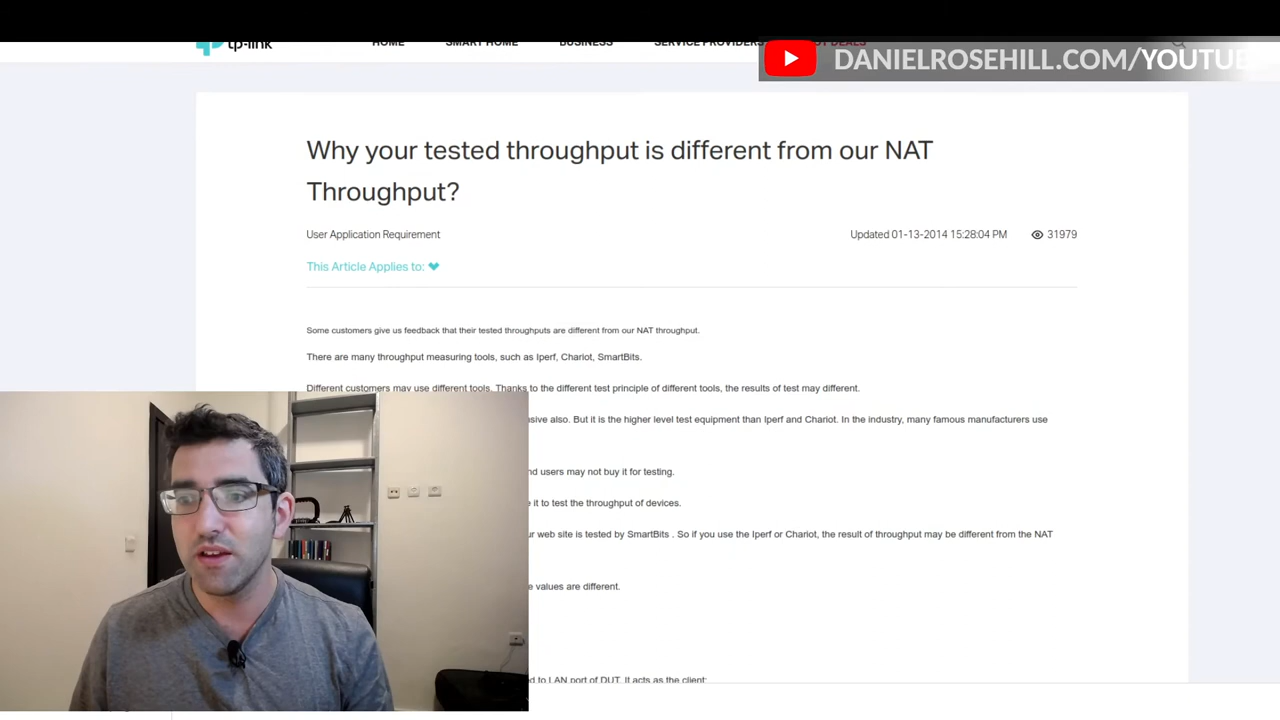 tp-link
HOME SMART HOME BUSINESS SERVICE PROVIDERS DEALS
DANIELROSEHILL.COM/YOUTUBE
Why your tested throughput is different from our NAT
Throughput?
User Application Requirement
Updated 01-13-2014 15:28:04 PM 31979
This Article Applies to:
Some customers give us feedback that their tested throughputs are different from our NAT throughput.
There are many throughput measuring tools, such as Iperf, Chariot, SmartBits.
Different customers may use different tools. Thanks to the different test principle of different tools, the results of test may different.
also. But it is the higher level test equipment than Iperf and Chariot. In the industry, many famous manufacturers use
users may not buy it for testing.
it to test the throughput of devices.
web site is tested by SmartBits . So if you use the Iperf or Chariot, the result of throughput may be different from the NAT
values are different.
to LAN port of DUT. It acts as the client: